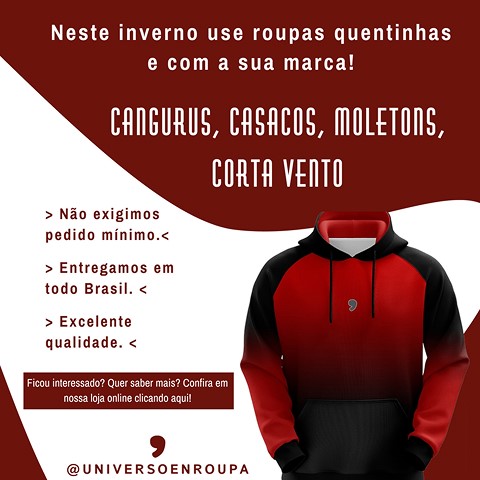 Neste inverno use roupas quentinhas
e com a sua marca!
CANGURUS, CASACOS, MOLETONS,
CORTA VENTO
> Não exigimos
pedido mínimo.<
> Entregamos em
todo Brasil. <
> Excelente
qualidade. <
Ficou interessado? Quer saber mais? Confira em
nossa loja online clicando aqui!
@UNIVERSOENROUPA